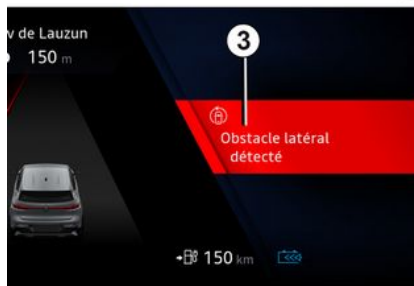 v de Lauzun
150 m
3
Obstacle latéral
détecté
150 km